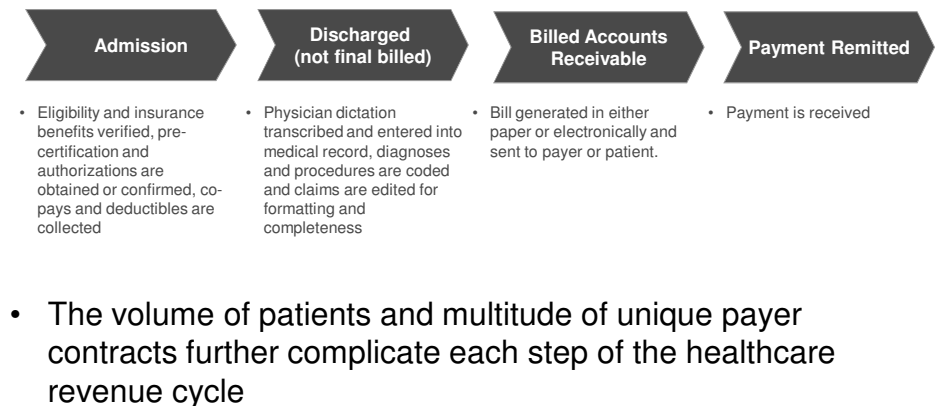 Admission
Discharged
(not final billed)
Billed Accounts
Receivable
Payment Remitted
• Eligibility and insurance
benefits verified, pre-
certification and
authorizations are
obtained or confirmed, co-
pays and deductibles are
collected
• Physician dictation
transcribed and entered into
medical record, diagnoses
and procedures are coded
and claims are edited for
formatting and
completeness
• Bill generated in either
paper or electronically and
sent to payer or patient.
• Payment is received
• The volume of patients and multitude of unique payer
contracts further complicate each step of the healthcare
revenue cycle